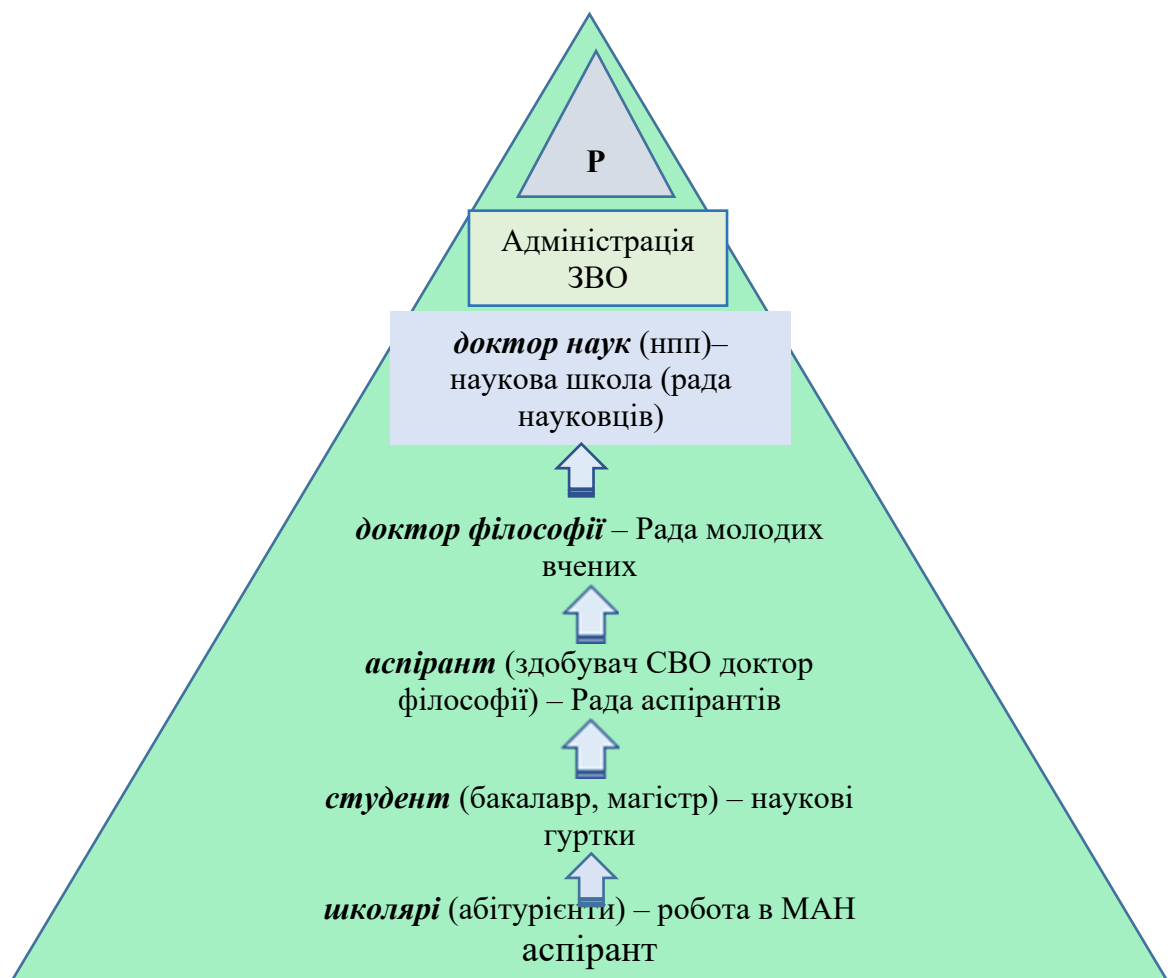 Р
Адміністрація
ЗВО
доктор наук (нпп)–
наукова школа (рада
науковців)
доктор філософії – Рада молодих
вчених
аспірант (здобувач СВО доктор
філософії) – Рада аспірантів
студент (бакалавр, магістр) – наукові
гуртки
школярі (абітурієнти) – робота в МАН
аспірант